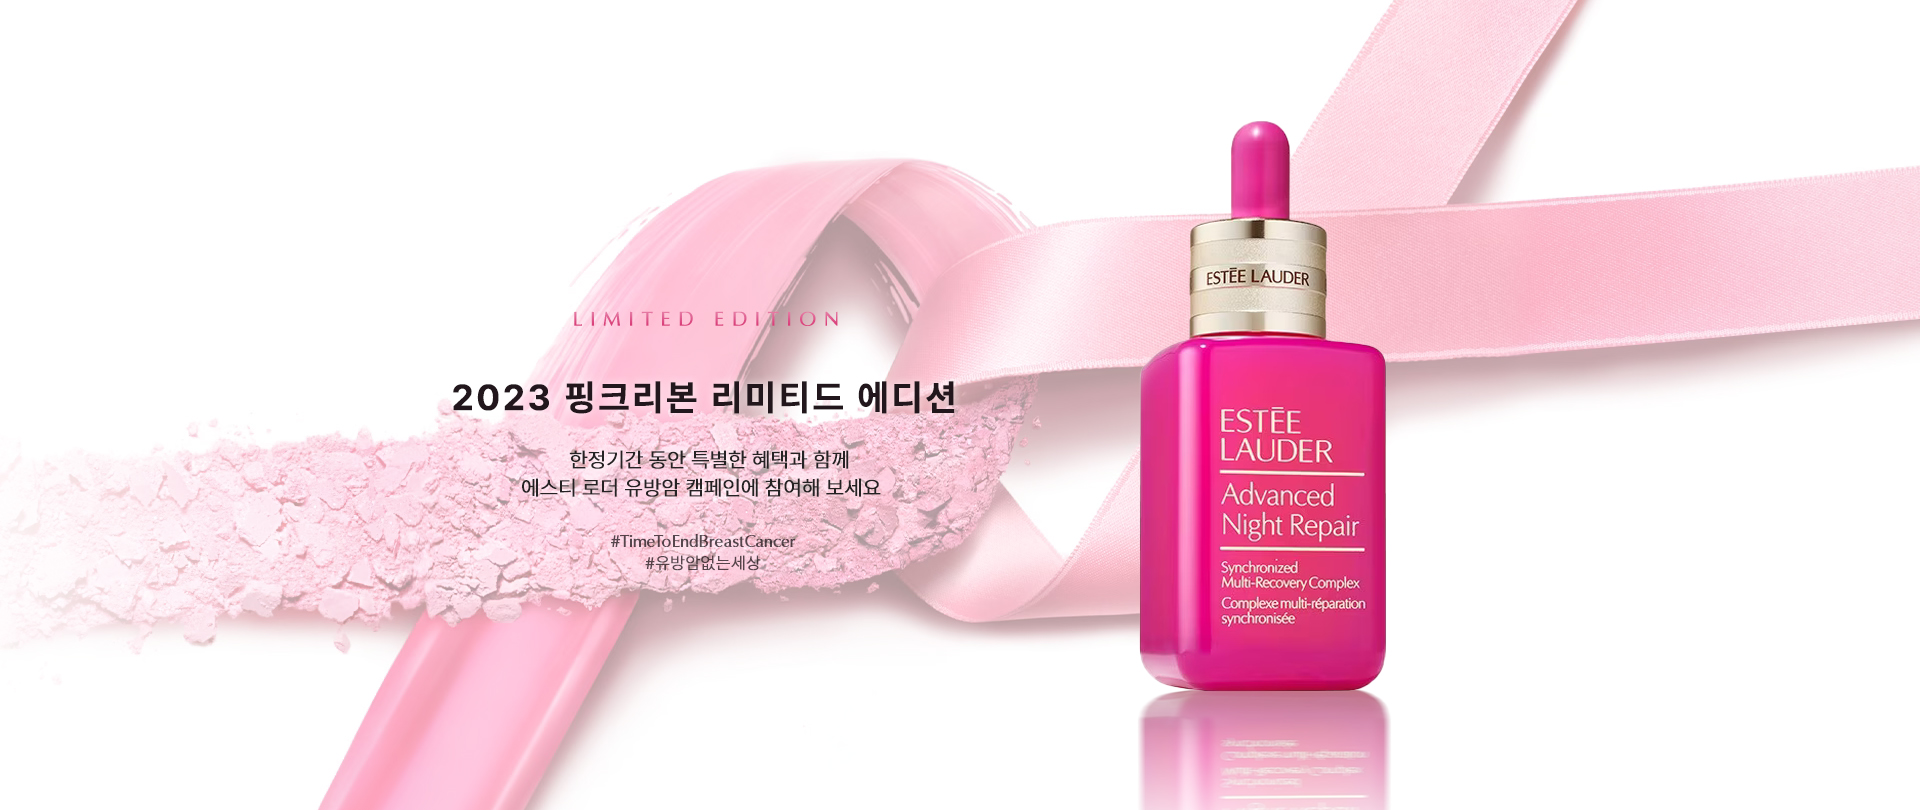 LIMITED EDITION
2023 핑크리본 리미티드 에디션
한정기간 동안 특별한 혜택과 함께
에스티 로더 유방암 캠페인에 참여해 보세요
#TimeToEndBreastCancer
#유방암없는세상
ESTĒE LAUDER
ESTĒE
LAUDER
Advanced
Night Repair
Synchronized
Multi-Recovery Complex
Complexe multi-réparation
synchronisée